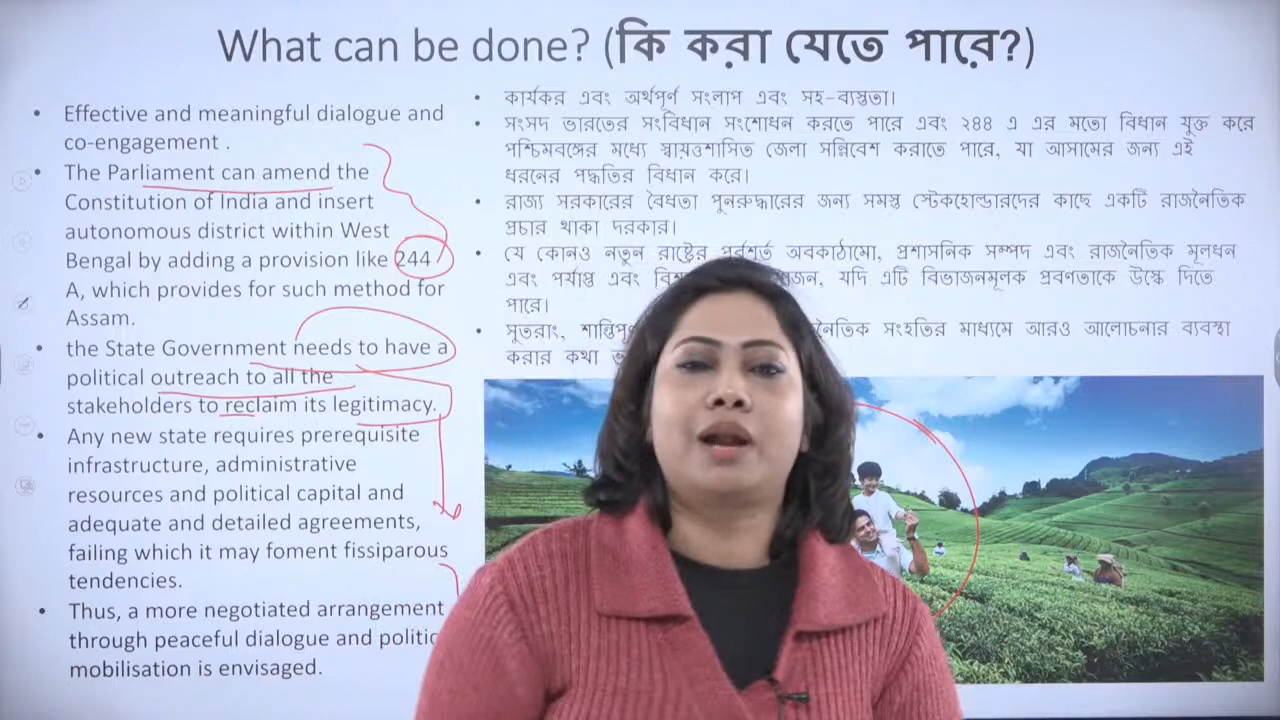 What can be done? (কি করা যেতে পারে?)
• Effective and meaningful dialogue and
co-engagement .
• The Parliament can amend the
Constitution of India and insert
autonomous district within West
Bengal by adding a provision like 244
A, which provides for such method for
Assam.
• the State Government needs to have a
political outreach to all the
stakeholders to reclaim its legitimacy.
• Any new state requires prerequisite
infrastructure, administrative
resources and political capital and
adequate and detailed agreements,
failing which it may foment fissiparous
tendencies.
• Thus, a more negotiated arrangement
through peaceful dialogue and
mobilisation is envisaged.
• কার্যকর এবং অর্থপূর্ণ সংলাপ এবং সহ-ব্যস্ততা।
• সংসদ ভারতের সংবিধান সংশোধন করতে পারে এবং ২৪৪ এ এর মতো বিধান যুক্ত করে
পশ্চিমবঙ্গের মধ্যে স্বায়ত্তশাসিত জেলা সন্নিবেশ করাতে পারে, যা আসামের জন্য এই
ধরনের পদ্ধতির বিধান করে।
• রাজ্য সরকারের বৈধতা পুনরুদ্ধারের জন্য সমস্ত স্টেকহোল্ডারদের কাছে একটি রাজনৈতিক
প্রচার থাকা দরকার।
• যে কোনও নতুন রাষ্ট্রের পূর্বশর্ত অবকাঠামো, প্রশাসনিক সম্পদ এবং রাজনৈতিক মূলধন
এবং পর্যাপ্ত এবং যদি এটি বিভাজনমূলক প্রবণতাকে উস্কে দিতে
পারে।
• সুতরাং, সংহতির মাধ্যমে আরও আলোচনার ব্যবস্থা
করার কথা